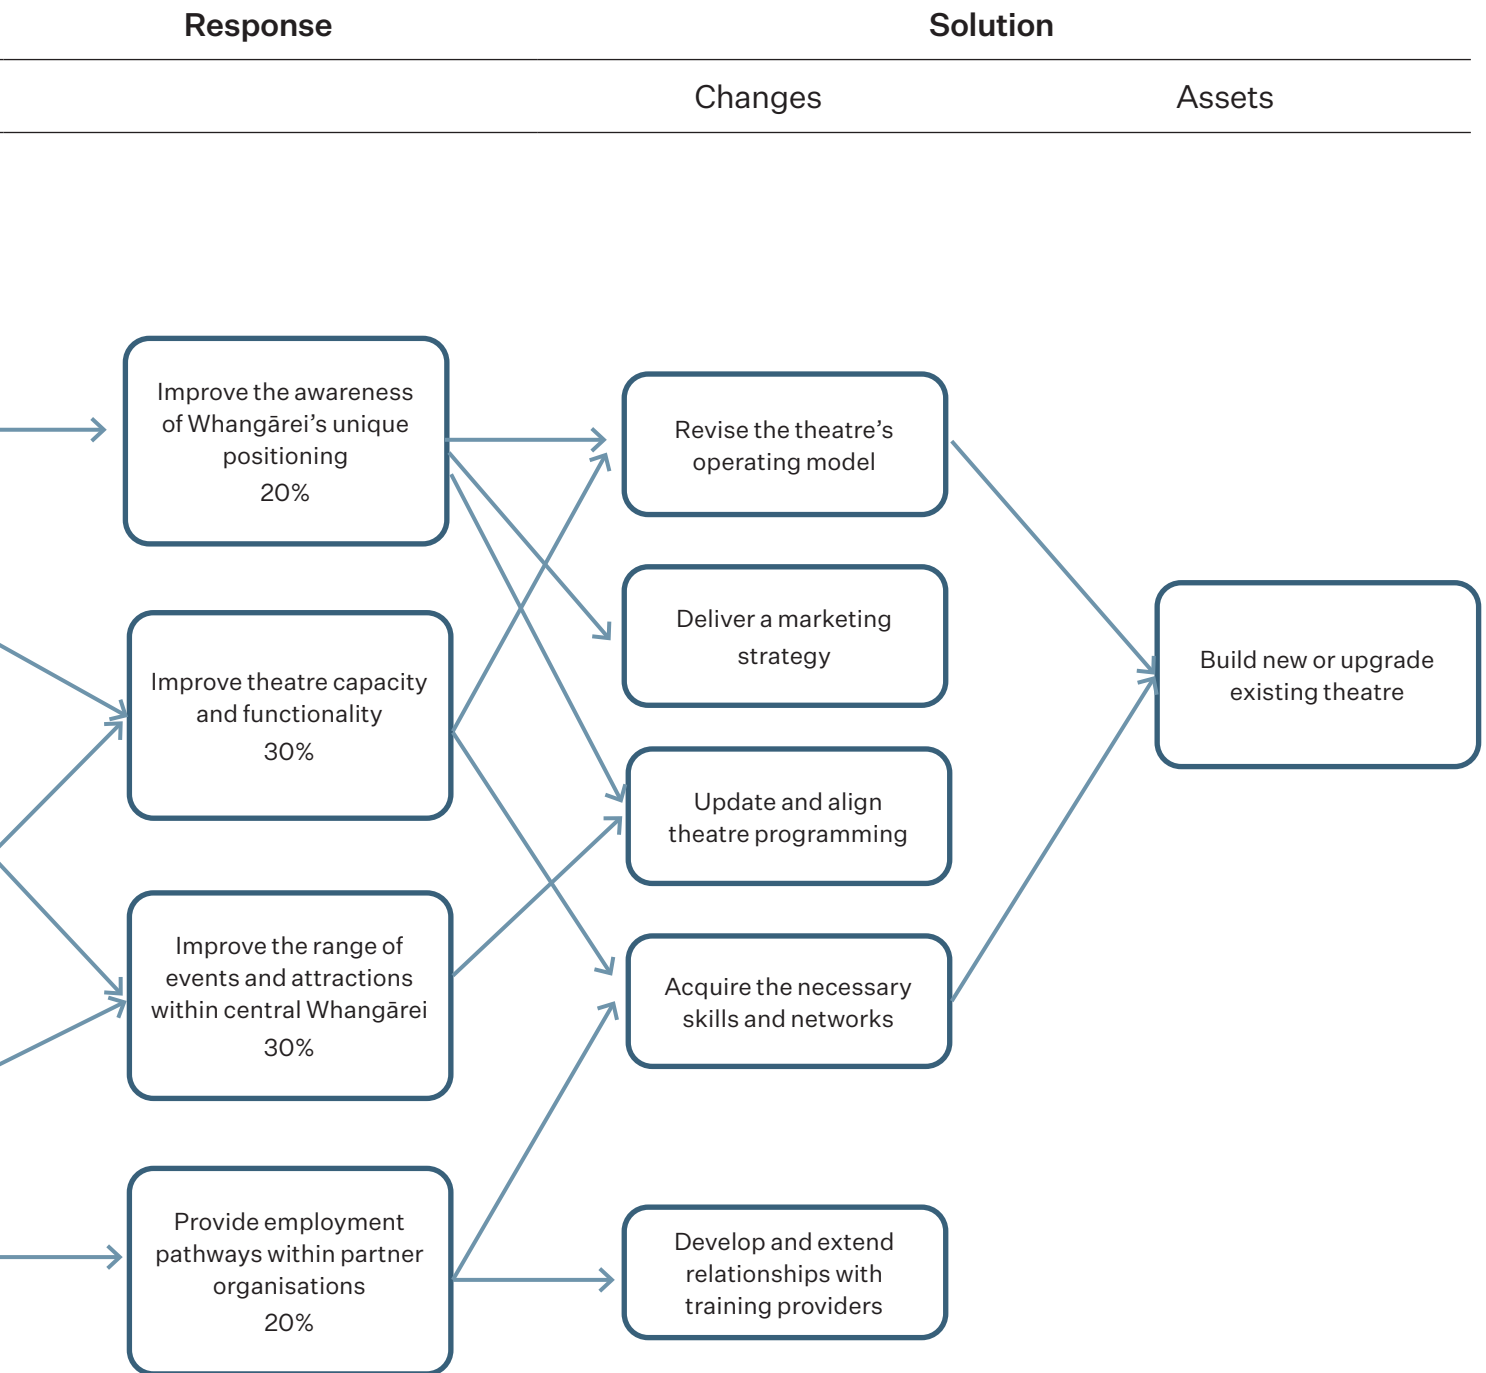 Response
Solution
Changes
Assets
Improve the awareness
of Whangārei’s unique
positioning
20%
Improve theatre capacity
and functionality
30%
Improve the range of
events and attractions
within central Whangārei
30%
Provide employment
pathways within partner
organisations
20%
Revise the theatre’s
operating model
Deliver a marketing
strategy
Update and align
theatre programming
Acquire the necessary
skills and networks
Develop and extend
relationships with
training providers
Build new or upgrade
existing theatre